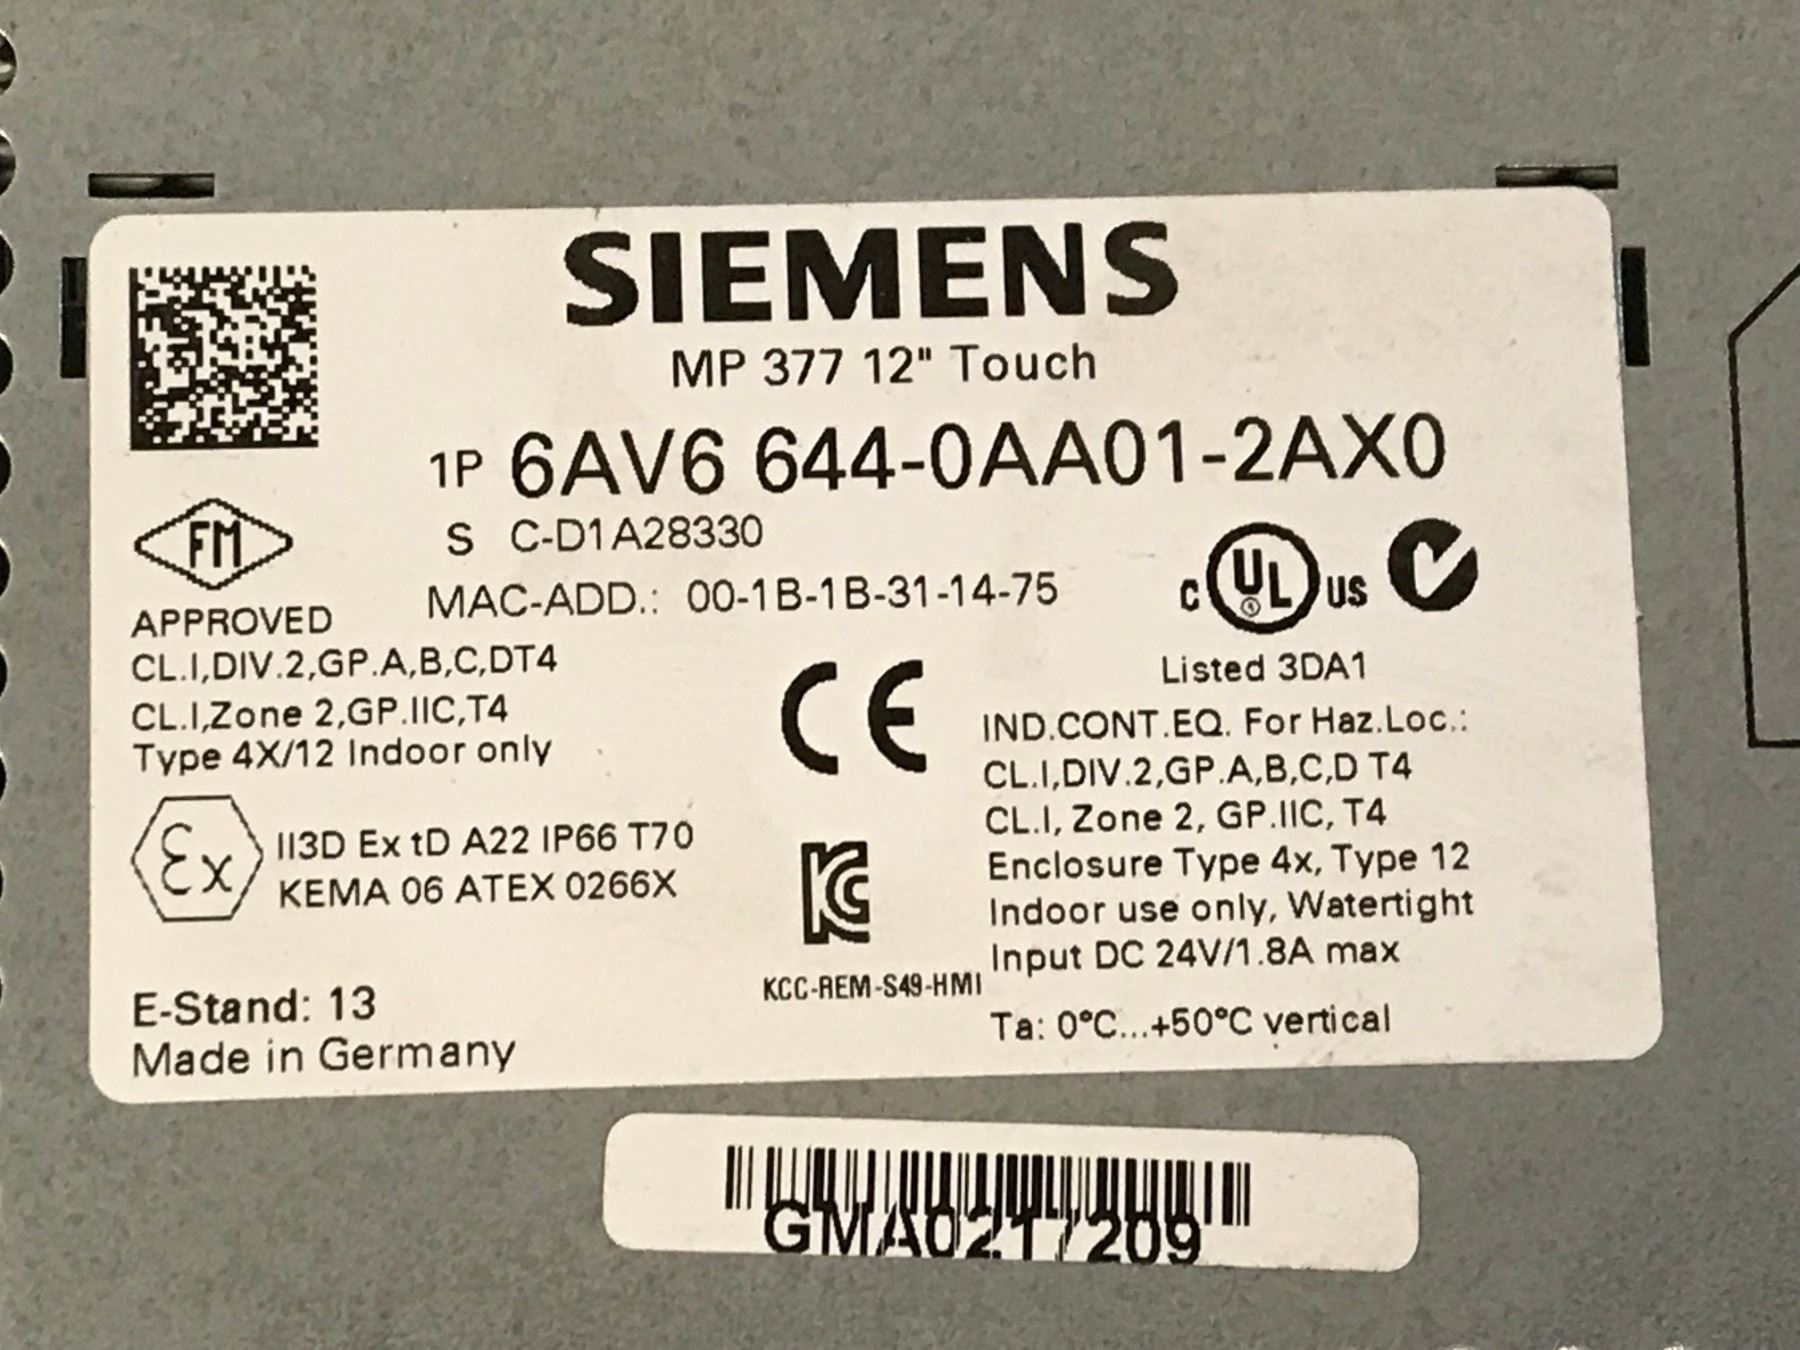 SIEMENS
MP 377 12" Touch
1P 6AV6 644-0AA01-2AX0
S C-D1A28330
MAC-ADD.: 00-1B-1B-31-14-75
FM
APPROVED
CL.I,DIV.2,GP.A,B,C,DT4
CL.I,Zone 2,GP.IIC,T4
Type 4X/12 Indoor only
Ex
II3D Ex tD A22 IP66 T70
KEMA 06 ATEX 0266X
E-Stand: 13
Made in Germany
CE
KC
KCC-REM-S49-HMI
C UL US
Listed 3DA1
IND.CONT.EQ. For Haz.Loc.:
CL.I,DIV.2,GP.A,B,C,D T4
CL.I, Zone 2, GP.IIC, T4
Enclosure Type 4x, Type 12
Indoor use only, Watertight
Input DC 24V/1.8A max
Ta: 0°C...+50°C vertical
GMA0217209